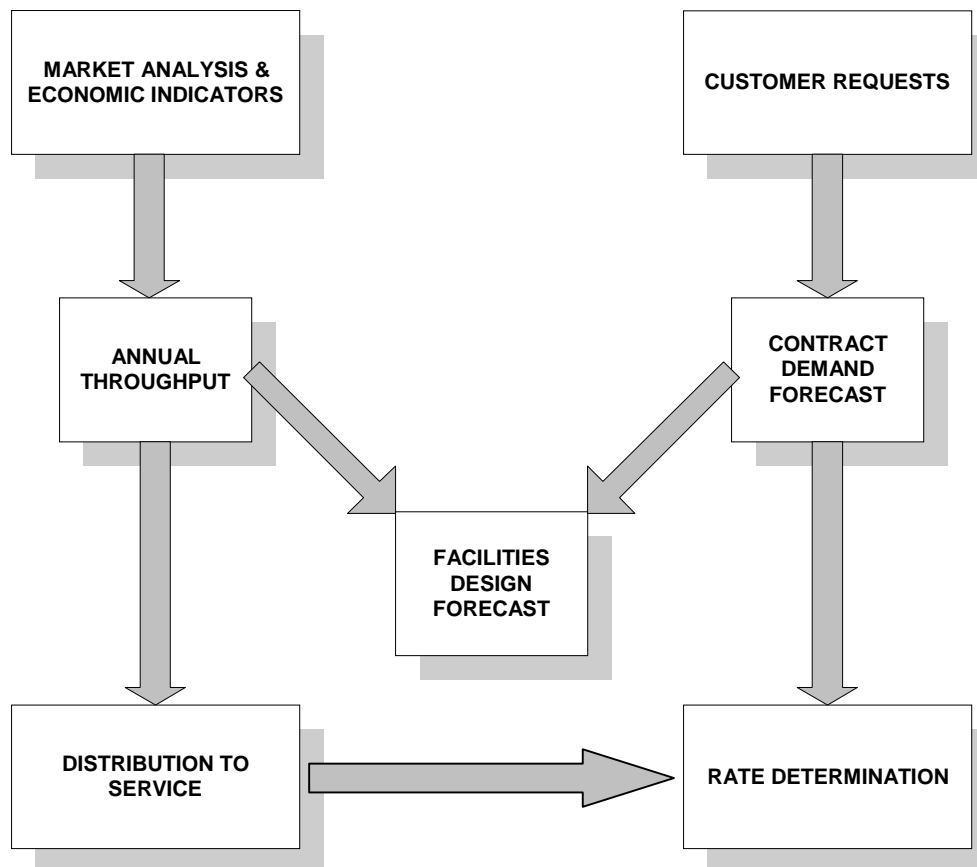 MARKET ANALYSIS &
ECONOMIC INDICATORS
CUSTOMER REQUESTS
ANNUAL
THROUGHPUT
CONTRACT
DEMAND
FORECAST
FACILITIES
DESIGN
FORECAST
DISTRIBUTION TO
SERVICE
RATE DETERMINATION